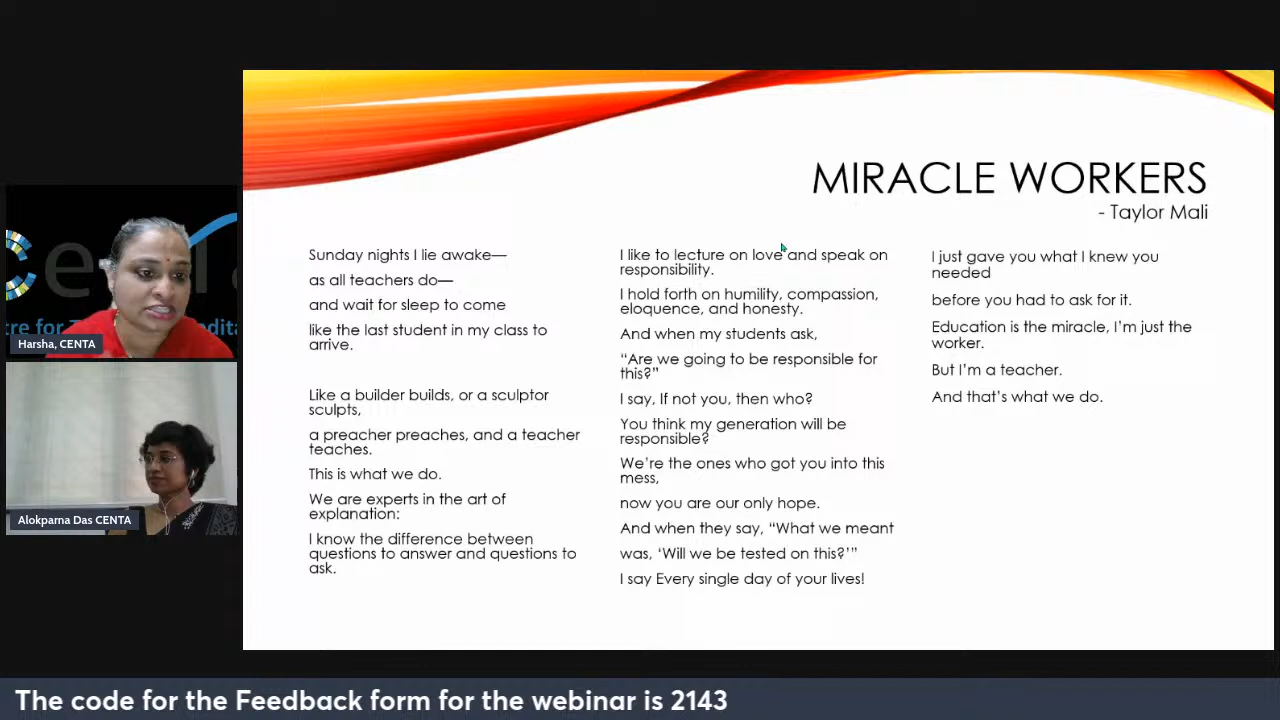 MIRACLE WORKERS
- Taylor Mali
Sunday nights I lie awake—
as all teachers do—
and wait for sleep to come
like the last student in my class to
arrive.
Like a builder builds, or a sculptor
sculpts,
a preacher preaches, and a teacher
teaches.
This is what we do.
We are experts in the art of
explanation:
I know the difference between
questions to answer and questions to
ask.
I like to lecture on love and speak on
responsibility.
I hold forth on humility, compassion,
eloquence, and honesty.
And when my students ask,
“Are we going to be responsible for
this?”
I say, If not you, then who?
You think my generation will be
responsible?
We’re the ones who got you into this
mess,
now you are our only hope.
And when they say, “What we meant
was, ‘Will we be tested on this?’”
I say Every single day of your lives!
I just gave you what I knew you
needed
before you had to ask for it.
Education is the miracle, I’m just the
worker.
But I’m a teacher.
And that’s what we do.
Harsha, CENTA
Alokparna Das CENTA
The code for the Feedback form for the webinar is 2143